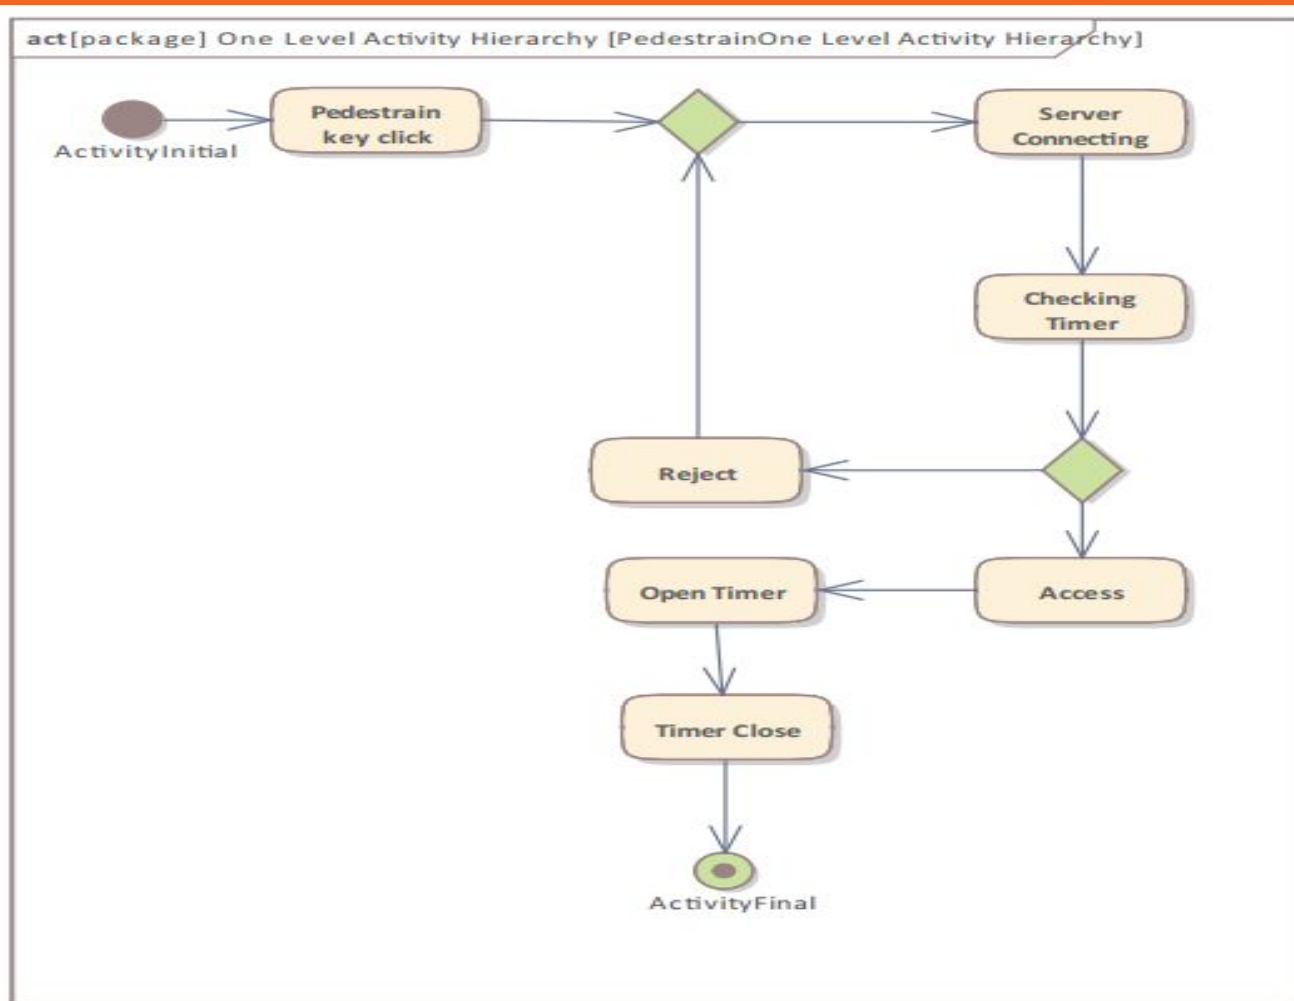 act[package] One Level Activity Hierarchy [PedestrainOne Level Activity Hierarchy]
Pedestrain
key click
ActivityInitial
Server
Connecting
Checking
Timer
Reject
Open Timer
Access
Timer Close
ActivityFinal